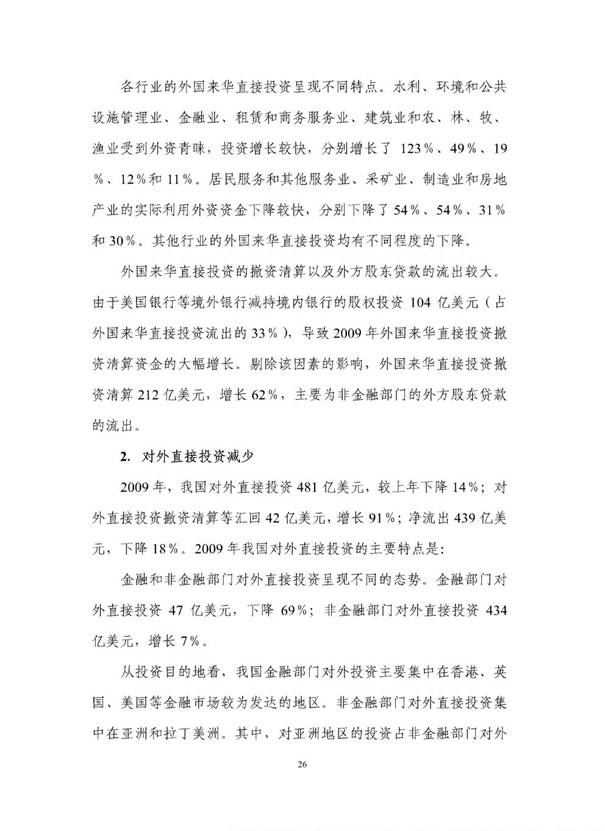 各行业的外国来华直接投资呈现不同特点。水利、环境和公共
设施管理业、金融业、租赁和商务服务业、建筑业和农、林、牧、
渔业受到外资青睐，投资增长较快，分别增长了 123%、49%、19
%、12%和 11%。居民服务和其他服务业、采矿业、制造业和房地
产业的实际利用外资资金下降较快，分别下降了 54%、54%、31%
和 30%。其他行业的外国来华直接投资均有不同程度的下降。
外国来华直接投资的撤资清算以及外方股东贷款的流出较大。
由于美国银行等境外银行减持境内银行的股权投资 104 亿美元（占
外国来华直接投资流出的 33%），导致 2009 年外国来华直接投资撤
资清算资金的大幅增长。剔除该因素的影响，外国来华直接投资撤
资清算 212 亿美元，增长 62%，主要为非金融部门的外方股东贷款
的流出。
2. 对外直接投资减少
2009 年，我国对外直接投资 481 亿美元，较上年下降 14%；对
外直接投资撤资清算等汇回 42 亿美元，增长 91%；净流出 439 亿美
元，下降 18%。2009 年我国对外直接投资的主要特点是：
金融和非金融部门对外直接投资呈现不同的态势。金融部门对
外直接投资 47 亿美元，下降 69%；非金融部门对外直接投资 434
亿美元，增长 7%。
从投资目的地看，我国金融部门对外投资主要集中在香港、英
国、美国等金融市场较为发达的地区。非金融部门对外直接投资集
中在亚洲和拉丁美洲。其中，对亚洲地区的投资占非金融部门对外
26